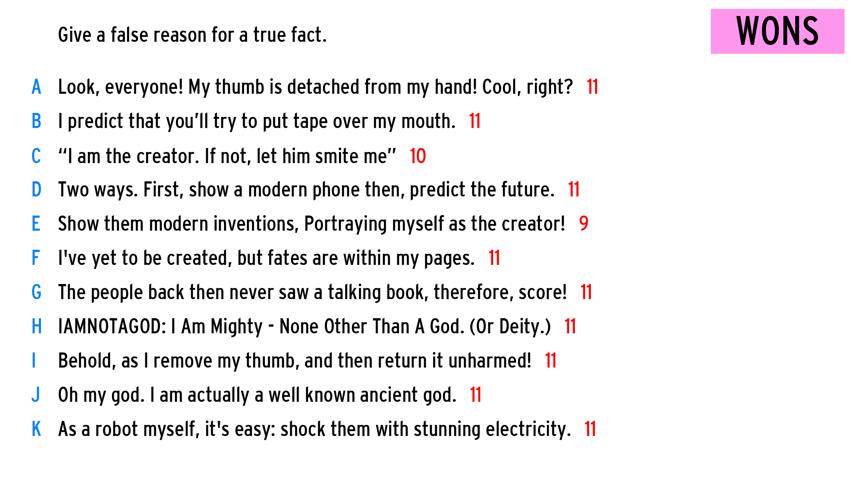 Give a false reason for a true fact.
WONS
A Look, everyone! My thumb is detached from my hand! Cool, right? 11
B I predict that you'll try to put tape over my mouth. 11
C “I am the creator. If not, let him smite me” 10
D Two ways. First, show a modern phone then, predict the future. 11
E Show them modern inventions, Portraying myself as the creator! 9
F I've yet to be created, but fates are within my pages. 11
G The people back then never saw a talking book, therefore, score! 11
H IAMNOTAGOD: I Am Mighty - None Other Than A God. (Or Deity.) 11
I Behold, as I remove my thumb, and then return it unharmed! 11
J Oh my god. I am actually a well known ancient god. 11
K As a robot myself, it's easy: shock them with stunning electricity. 11